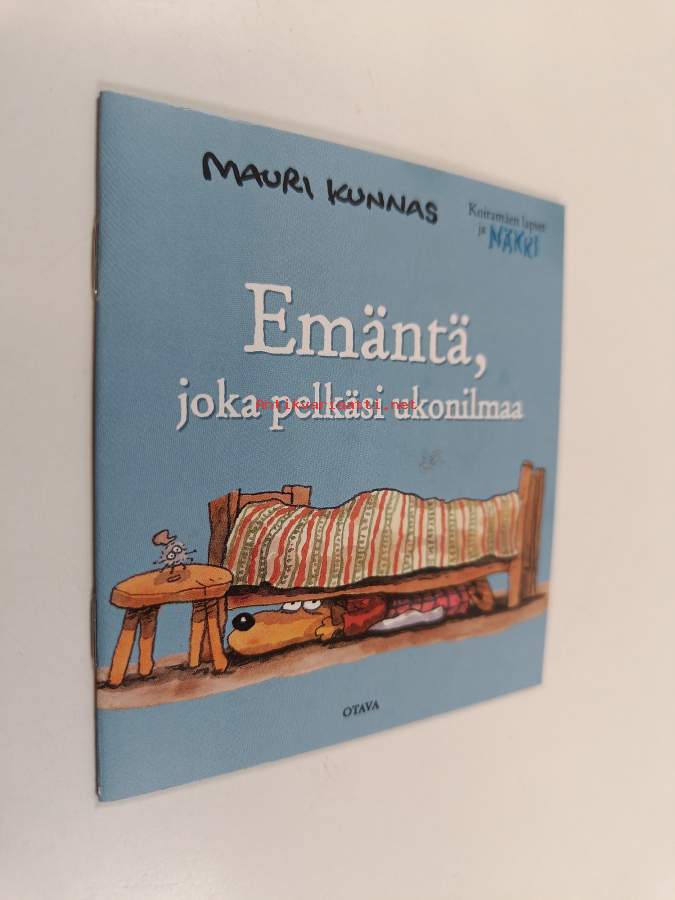 MAURI KUNNAS
Koiramäen lapset
ja NÄKKI
Emäntä,
joka pelkäsi ukonilmaa
Antikvariaatti.net
OTAVA